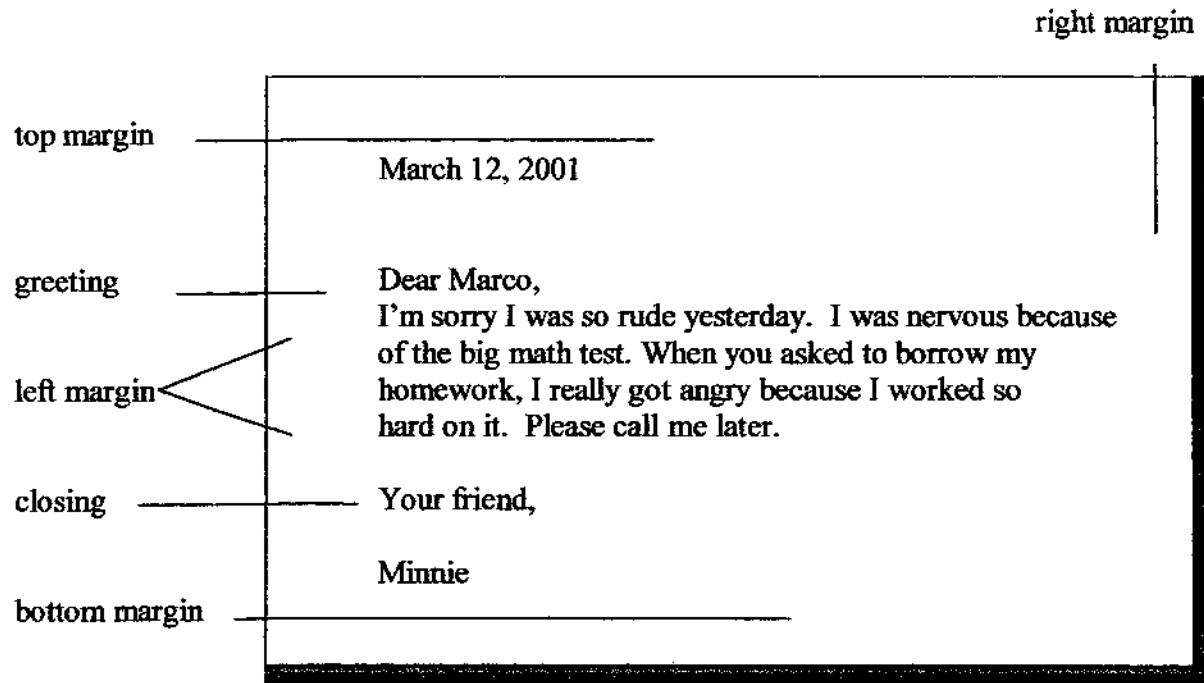 right margin
top margin
March 12, 2001
greeting
Dear Marco,
I'm sorry I was so rude yesterday.  I was nervous because
of the big math test. When you asked to borrow my
left margin
homework, I really got angry because I worked so
hard on it.  Please call me later.
closing
Your friend,
Minnie
bottom margin